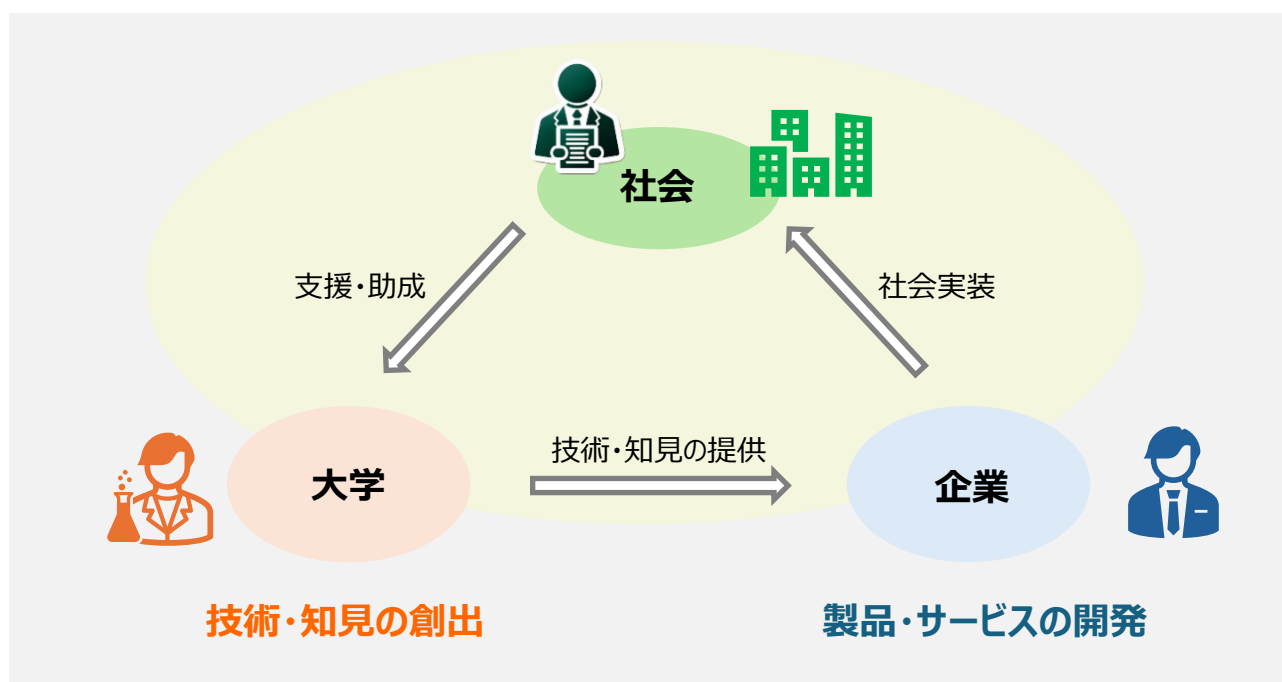 社会
支援・助成
社会実装
技術・知見の提供
大学
企業
技術・知見の創出
製品・サービスの開発